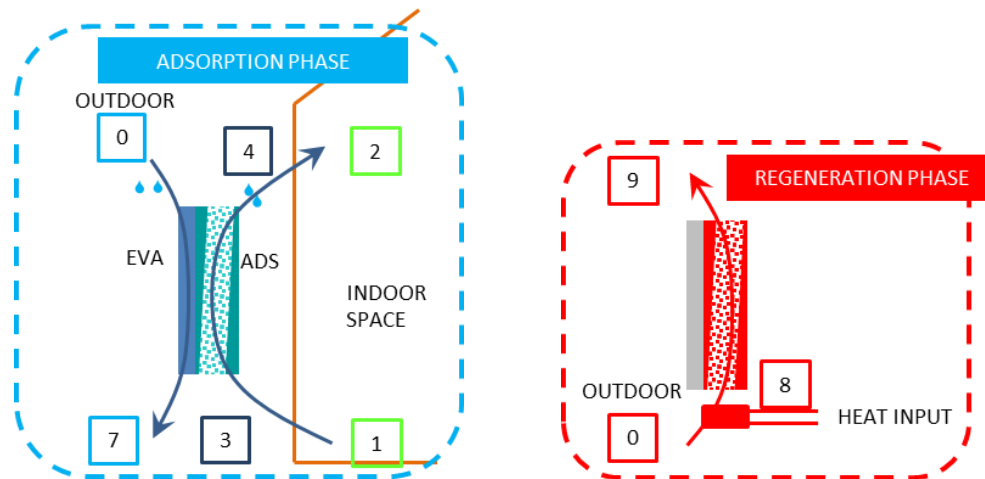 ADSORPTION PHASE
OUTDOOR
0
4
2
EVA
ADS
INDOOR
SPACE
7
3
1
9
REGENERATION PHASE
OUTDOOR
8
0
HEAT INPUT